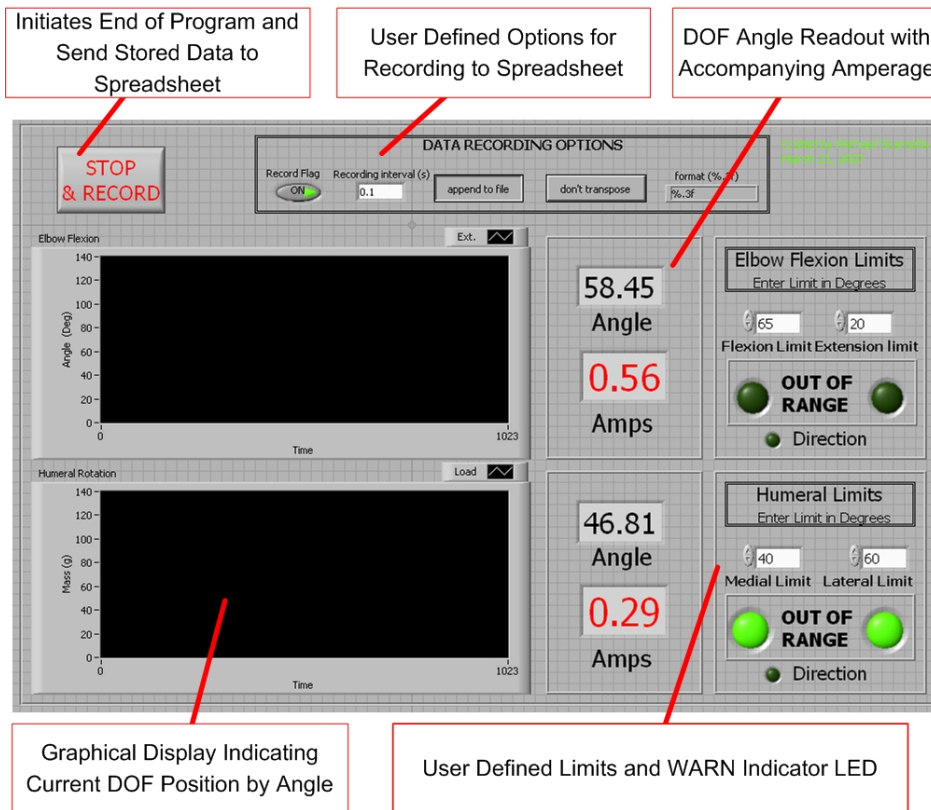 Initiates End of Program and
Send Stored Data to
Spreadsheet
User Defined Options for
Recording to Spreadsheet
DOF Angle Readout with
Accompanying Amperage
STOP
& RECORD
DATA RECORDING OPTIONS
Record Flag
ON
Recording interval (s)
0.1
append to file
don't transpose
format (%.3f)
%.3f
Elbow Flexion
Ext.
140
120
100
80
60
40
20
0
Angle (Deg)
0
1023
Time
58.45
Angle
0.56
Amps
Elbow Flexion Limits
Enter Limit in Degrees
65
20
Flexion Limit Extension limit
OUT OF
RANGE
Direction
Humeral Rotation
Load
140
120
100
80
60
40
20
0
Mass (g)
0
1023
Time
46.81
Angle
0.29
Amps
Humeral Limits
Enter Limit in Degrees
40
60
Medial Limit Lateral Limit
OUT OF
RANGE
Direction
Graphical Display Indicating
Current DOF Position by Angle
User Defined Limits and WARN Indicator LED